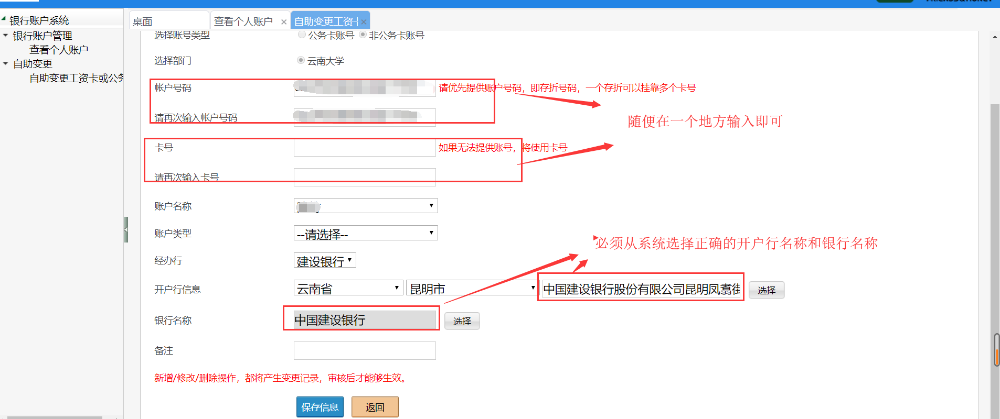 银行账户系统
桌面
查看个人账户
自助变更工资卡
银行账户管理
查看个人账户
自助变更
自助变更工资卡或公务
选择账号类型
公务卡账号
非公务卡账号
选择部门
云南大学
帐户号码
请优先提供账户号码，即存折号码，一个存折可以挂靠多个卡号
请再次输入帐户号码
随便在一个地方输入即可
卡号
如果无法提供账号，将使用卡号
请再次输入卡号
账户名称
账户类型
--请选择--
必须从系统选择正确的开户行名称和银行名称
经办行
建设银行
开户行信息
云南省
昆明市
中国建设银行股份有限公司昆明凤翥街
选择
银行名称
中国建设银行
选择
备注
新增/修改/删除操作，都将产生变更记录，审核后才能够生效。
保存信息
返回